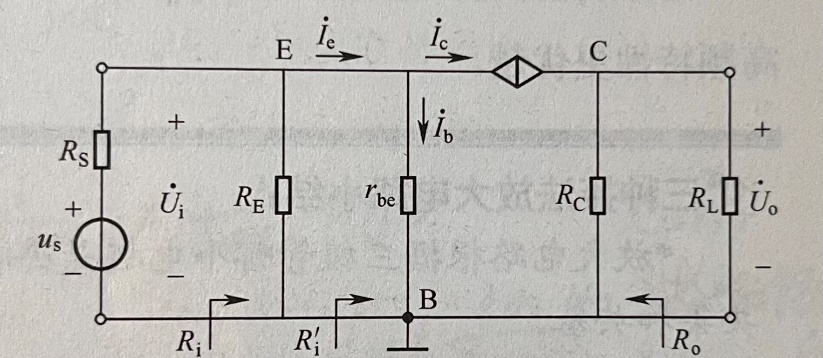 E
İe
İc
C
+
+
RS
İb
+
U̇i
RE
rbe
RC
RL
U̇o
us
−
−
−
B
Ri
R′i
Ro